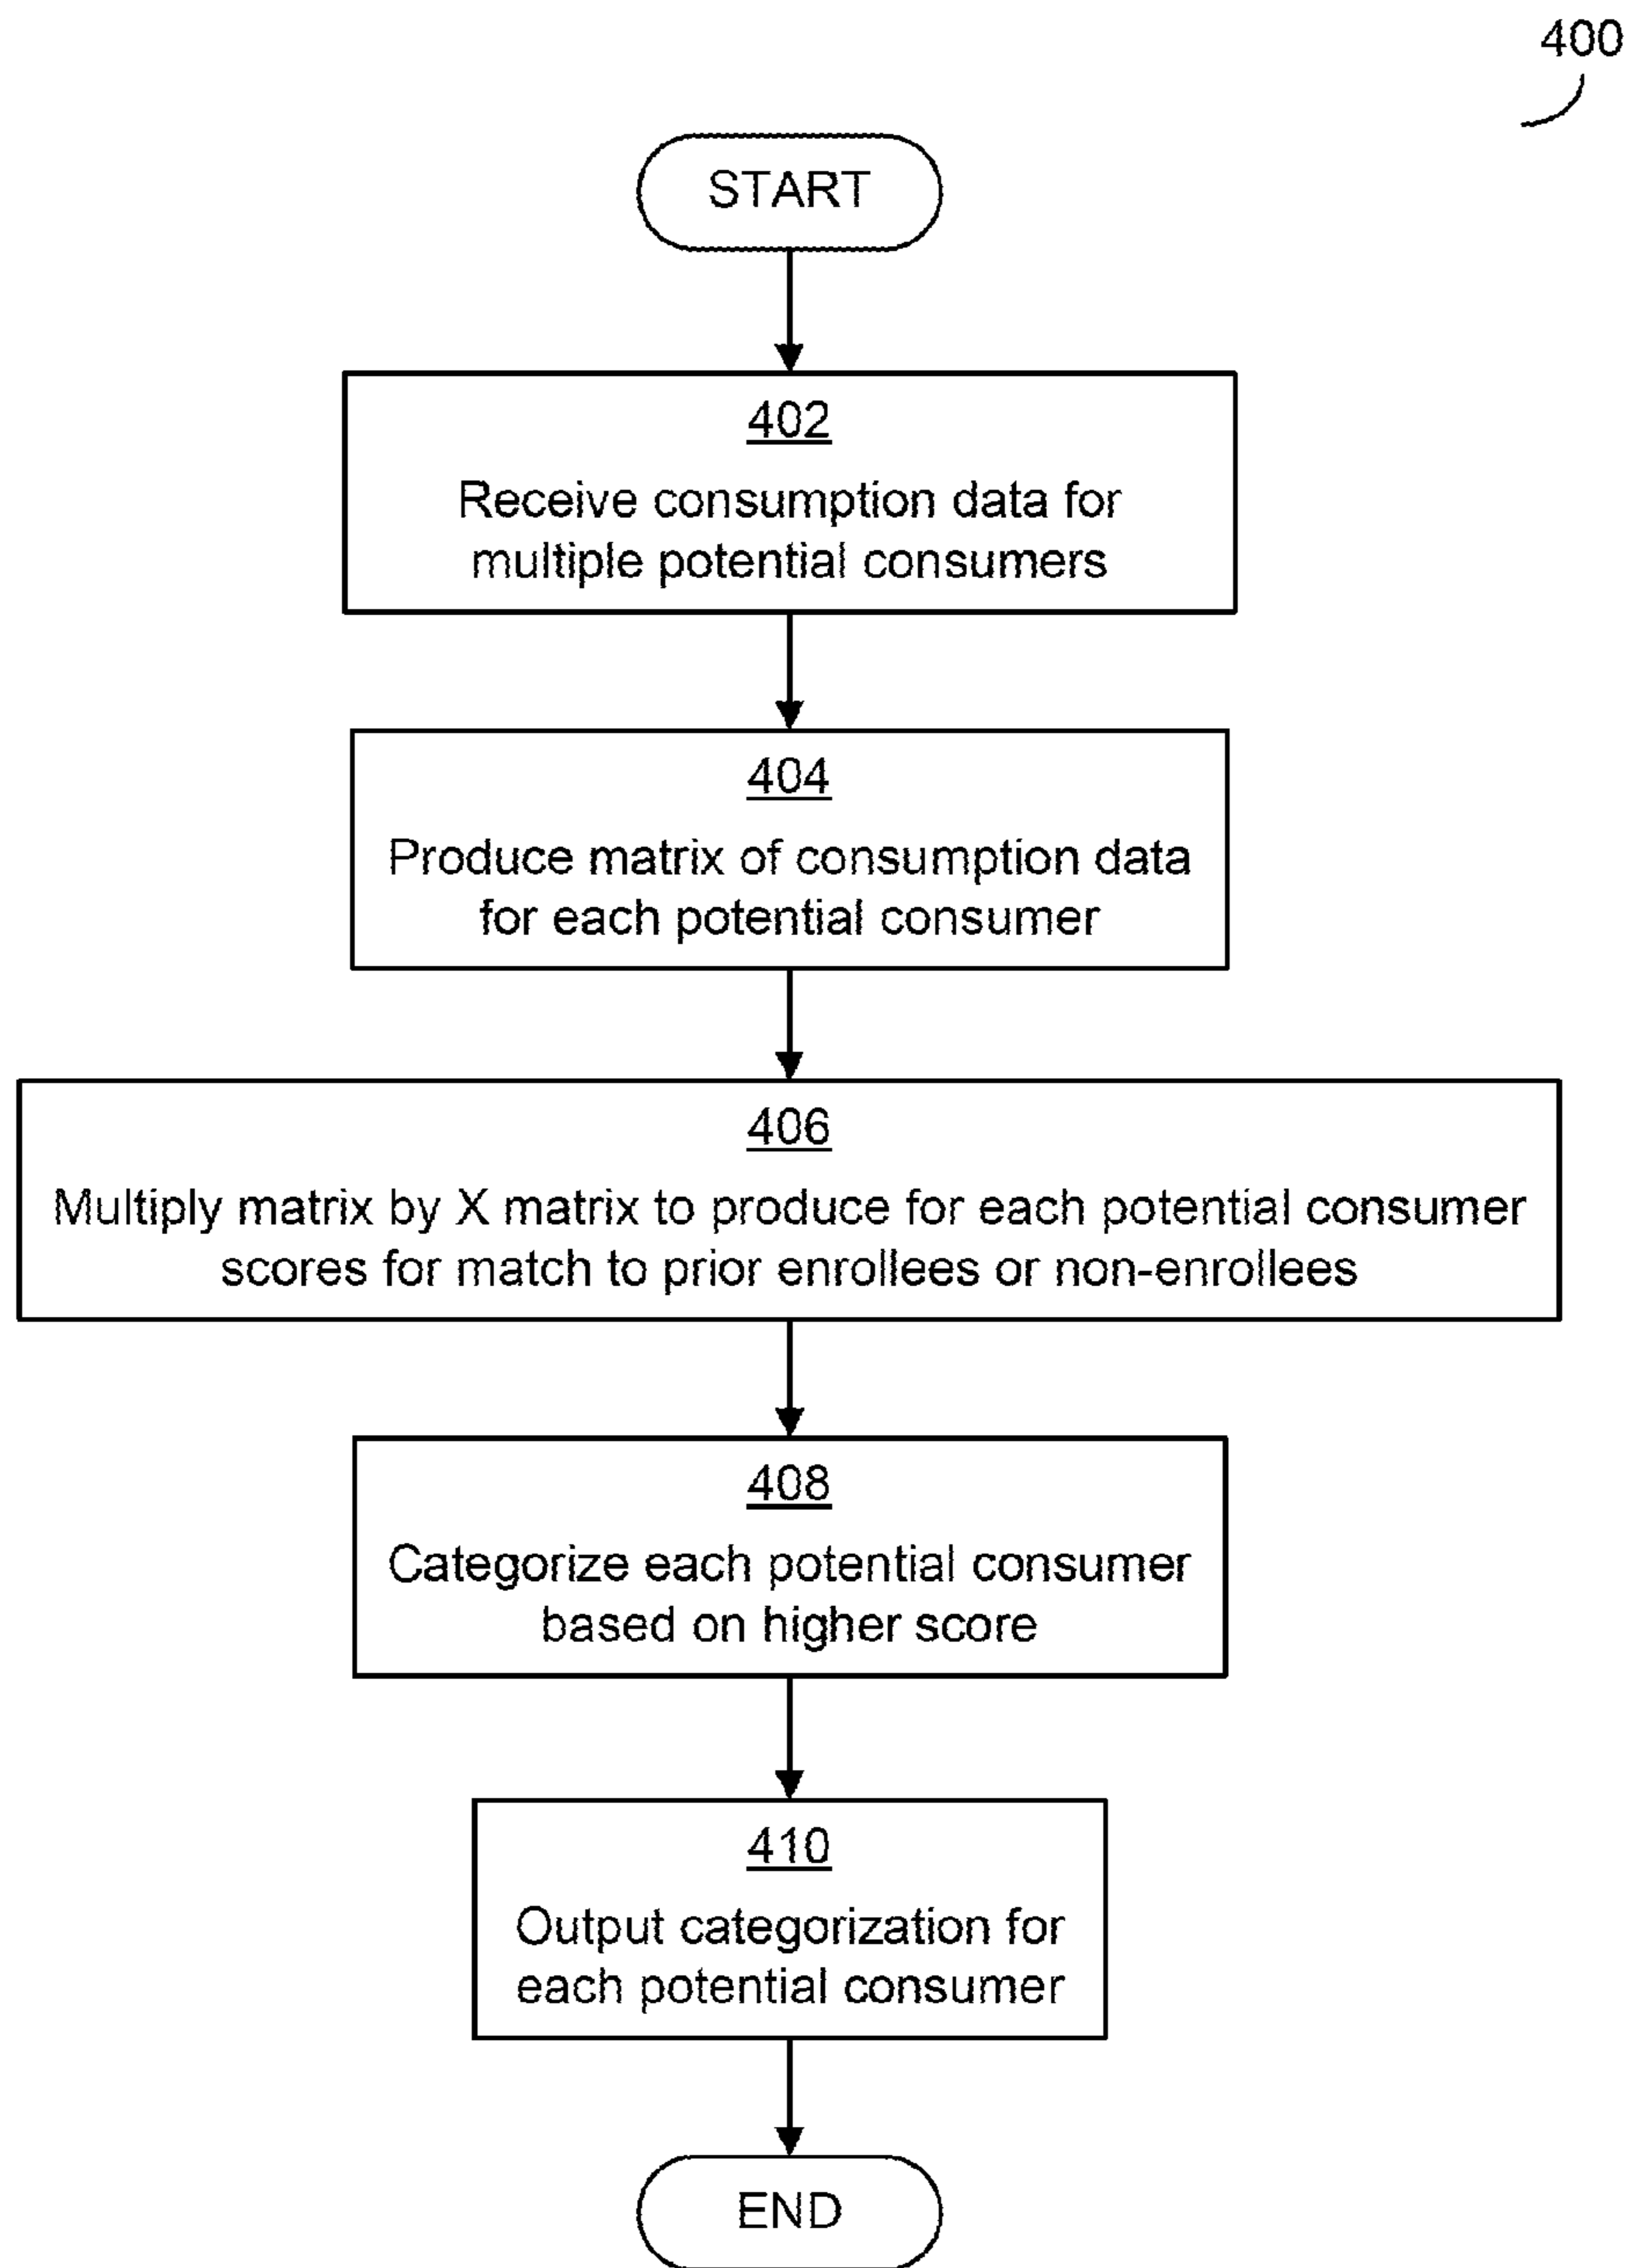 400
START
402
Receive consumption data for
multiple potential consumers
404
Produce matrix of consumption data
for each potential consumer
406
Multiply matrix by X matrix to produce for each potential consumer
scores for match to prior enrollees or non-enrollees
408
Categorize each potential consumer
based on higher score
410
Output categorization for
each potential consumer
END